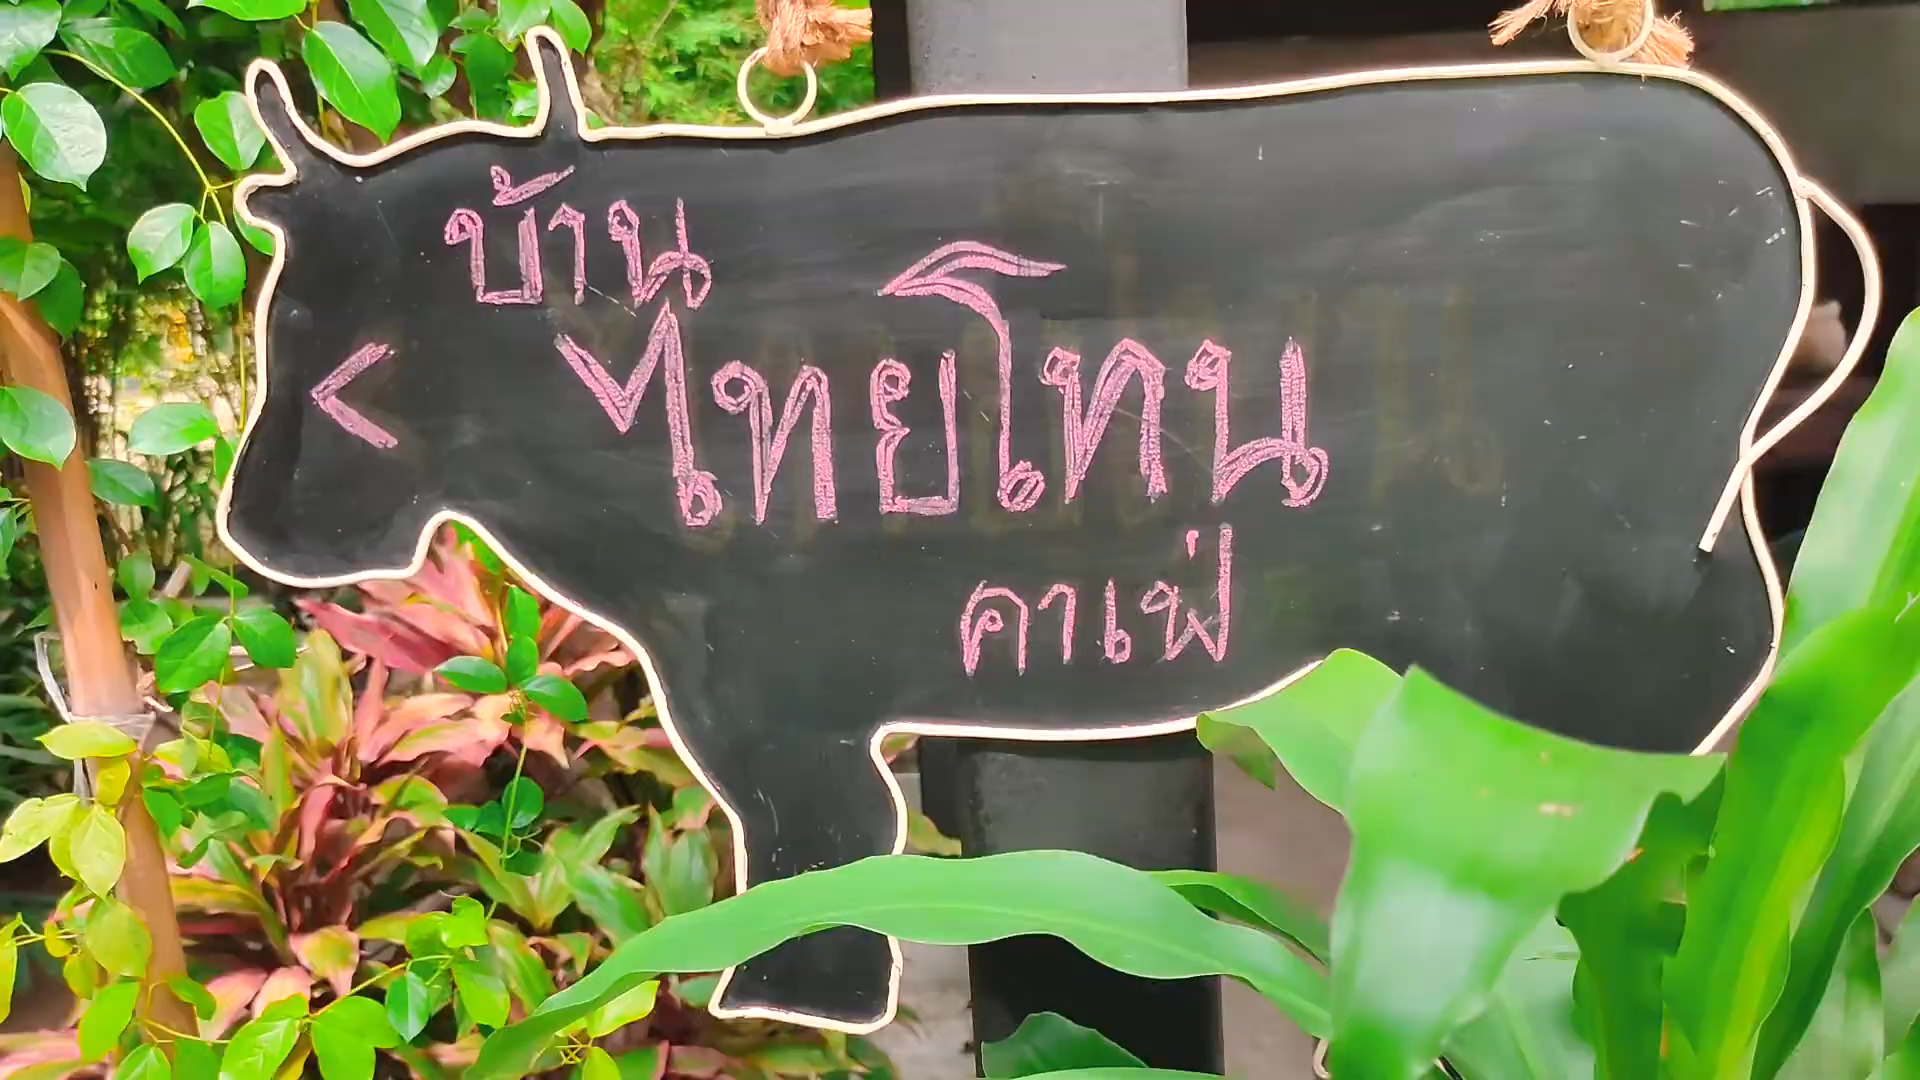 บ้าน
< ไทยโทน
คาเฟ่